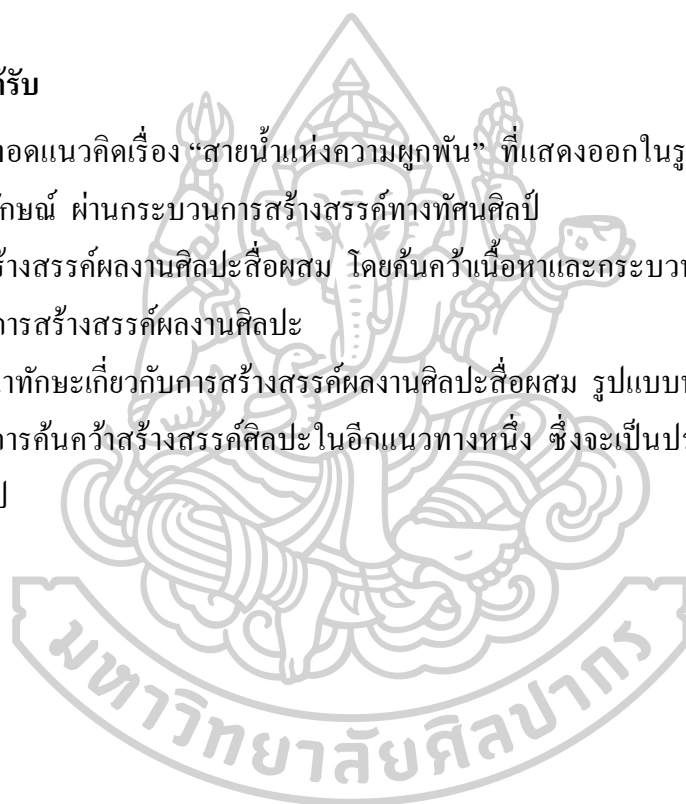 ด้รับ
อดแนวคิดเรื่อง “สายน้ำแห่งความผูกพัน” ที่แสดงออกในรู
ักษณ์ ผ่านกระบวนการสร้างสรรค์ทางทัศนศิลป์
ร้างสรรค์ผลงานศิลปะสื่อผสม โดยค้นคว้าเนื้อหาและกระบวน
การสร้างสรรค์ผลงานศิลปะ
าทักษะเกี่ยวกับการสร้างสรรค์ผลงานศิลปะสื่อผสม รูปแบบ
การค้นคว้าสร้างสรรค์ศิลปะในอีกแนวทางหนึ่ง ซึ่งจะเป็นปร
ป
มหาวิทยาลัยศิลปากร